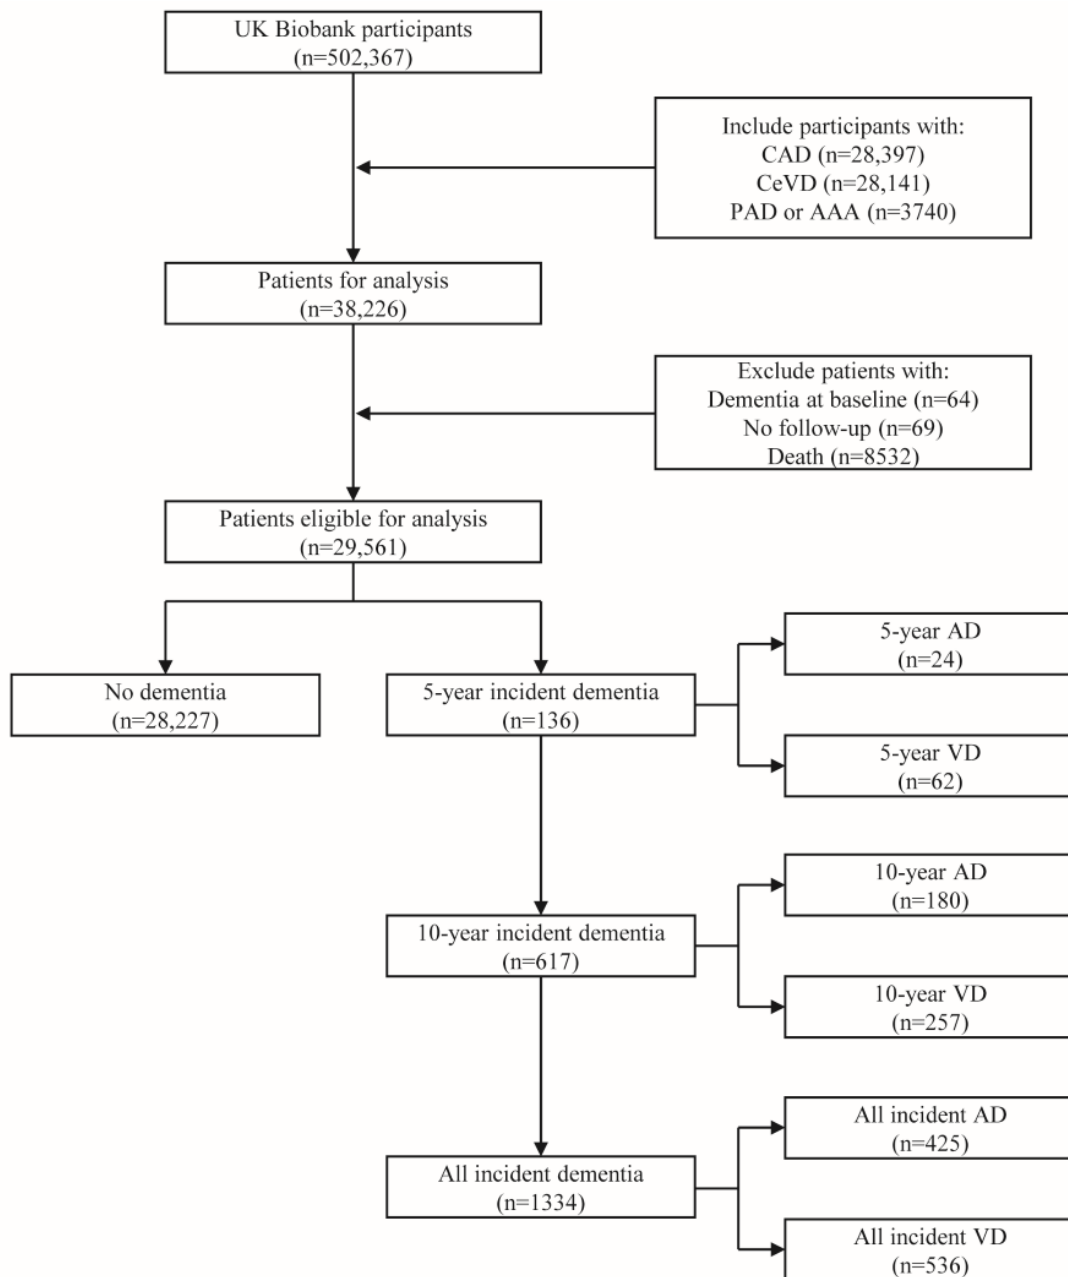 UK Biobank participants
(n=502,367)
Include participants with:
CAD (n=28,397)
CeVD (n=28,141)
PAD or AAA (n=3740)
Patients for analysis
(n=38,226)
Exclude patients with:
Dementia at baseline (n=64)
No follow-up (n=69)
Death (n=8532)
Patients eligible for analysis
(n=29,561)
No dementia
(n=28,227)
5-year incident dementia
(n=136)
5-year AD
(n=24)
5-year VD
(n=62)
10-year AD
(n=180)
10-year incident dementia
(n=617)
10-year VD
(n=257)
All incident AD
(n=425)
All incident dementia
(n=1334)
All incident VD
(n=536)